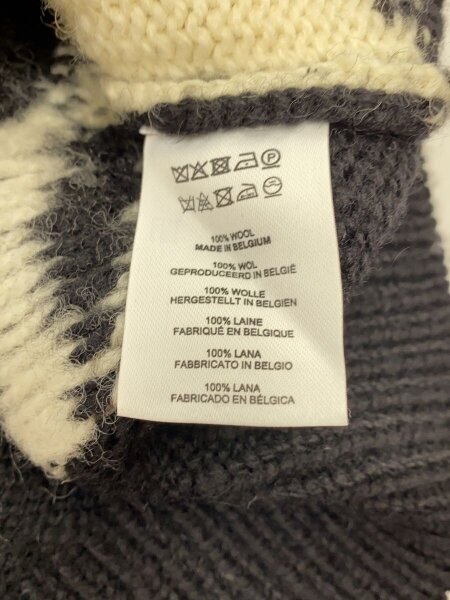 100% WOOL
MADE IN BELGIUM
100% WOL
GEPRODUCEERD IN BELGIË
100% WOLLE
HERGESTELLT IN BELGIEN
100% LAINE
FABRIQUÉ EN BELGIQUE
100% LANA
FABBRICATO IN BELGIO
100% LANA
FABRICADO EN BÉLGICA